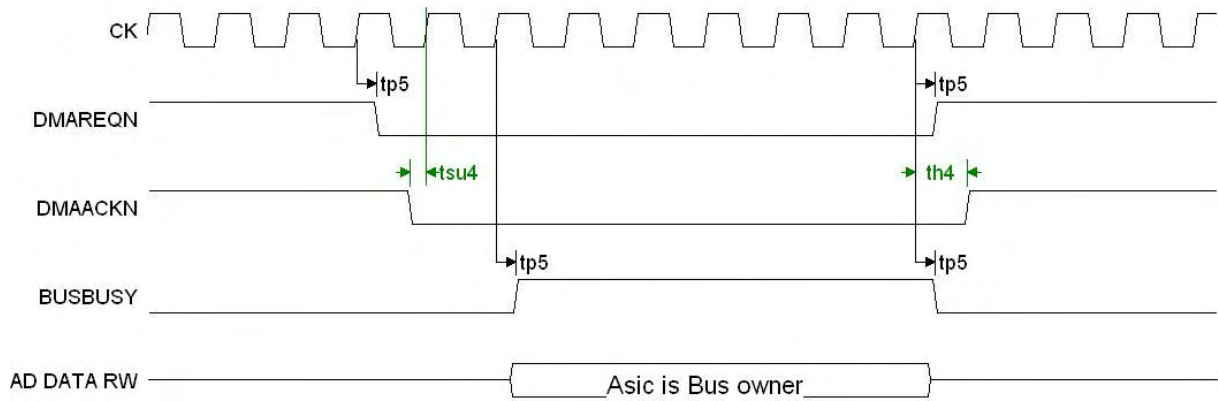 CK
tp5
tp5
DMAREQN
tsu4
th4
DMAACKN
tp5
tp5
BUSBUSY
AD DATA RW
Asic is Bus owner